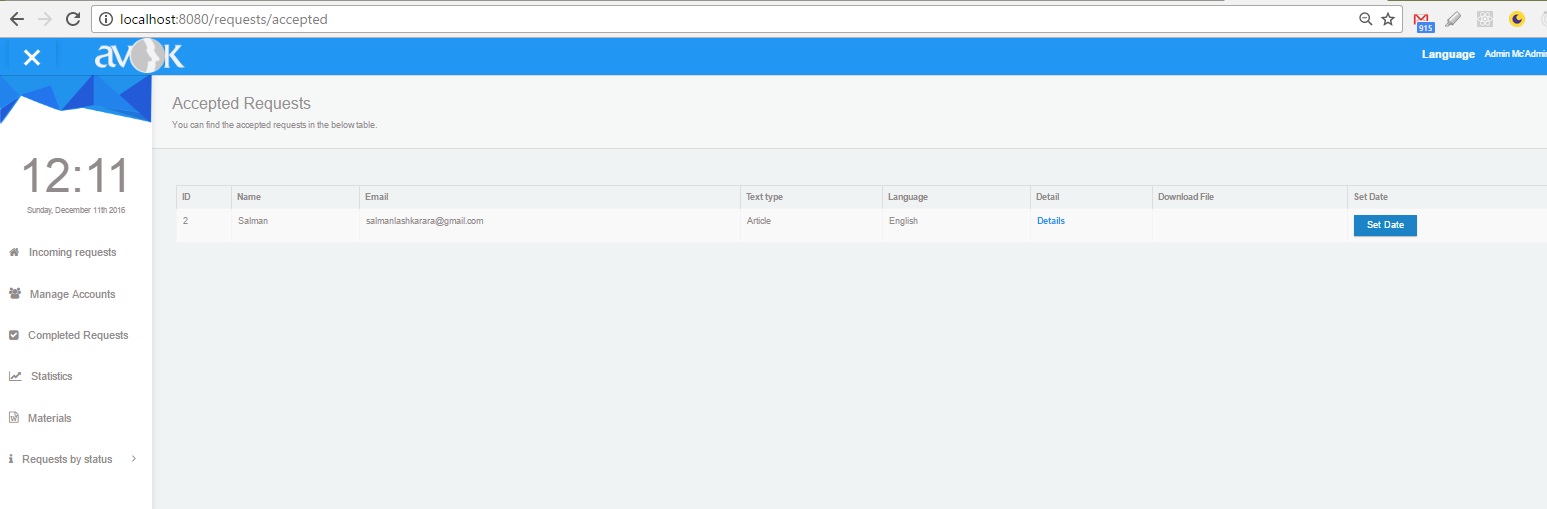 localhost:8080/requests/accepted
915
avok
Language Admin Mc'Admin
Accepted Requests
You can find the accepted requests in the below table.
12:11
Sunday, December 11th 2016
Incoming requests
Manage Accounts
Completed Requests
Statistics
Materials
Requests by status
ID Name Email Text type Language Detail Download File Set Date
2 Salman salmanlashkarara@gmail.com Article English Details Set Date